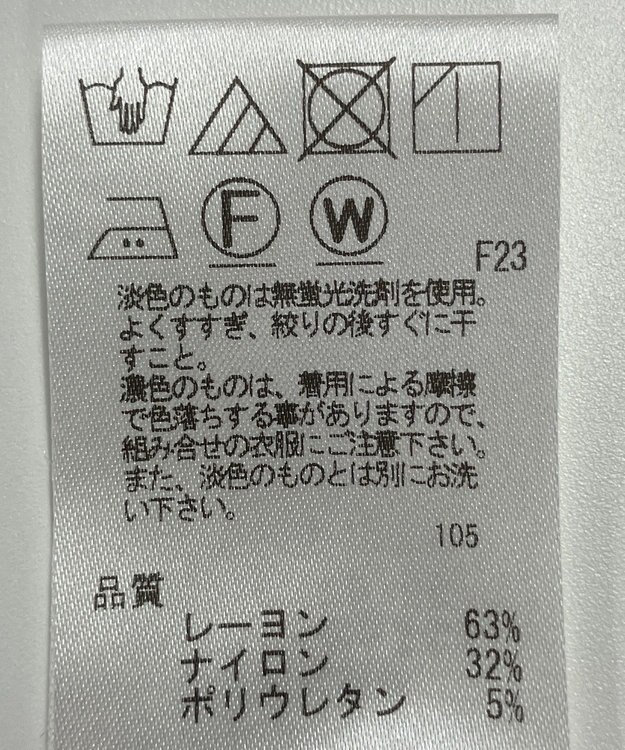 F W
F23
淡色のものは無蛍光洗剤を使用。
よくすすぎ、絞りの後すぐに干
すこと。
濃色のものは、着用による摩擦
で色落ちする事がありますので、
組み合せの衣服にご注意下さい。
また、淡色のものとは別にお洗
い下さい。
105
品質
レーヨン 63%
ナイロン 32%
ポリウレタン 5%